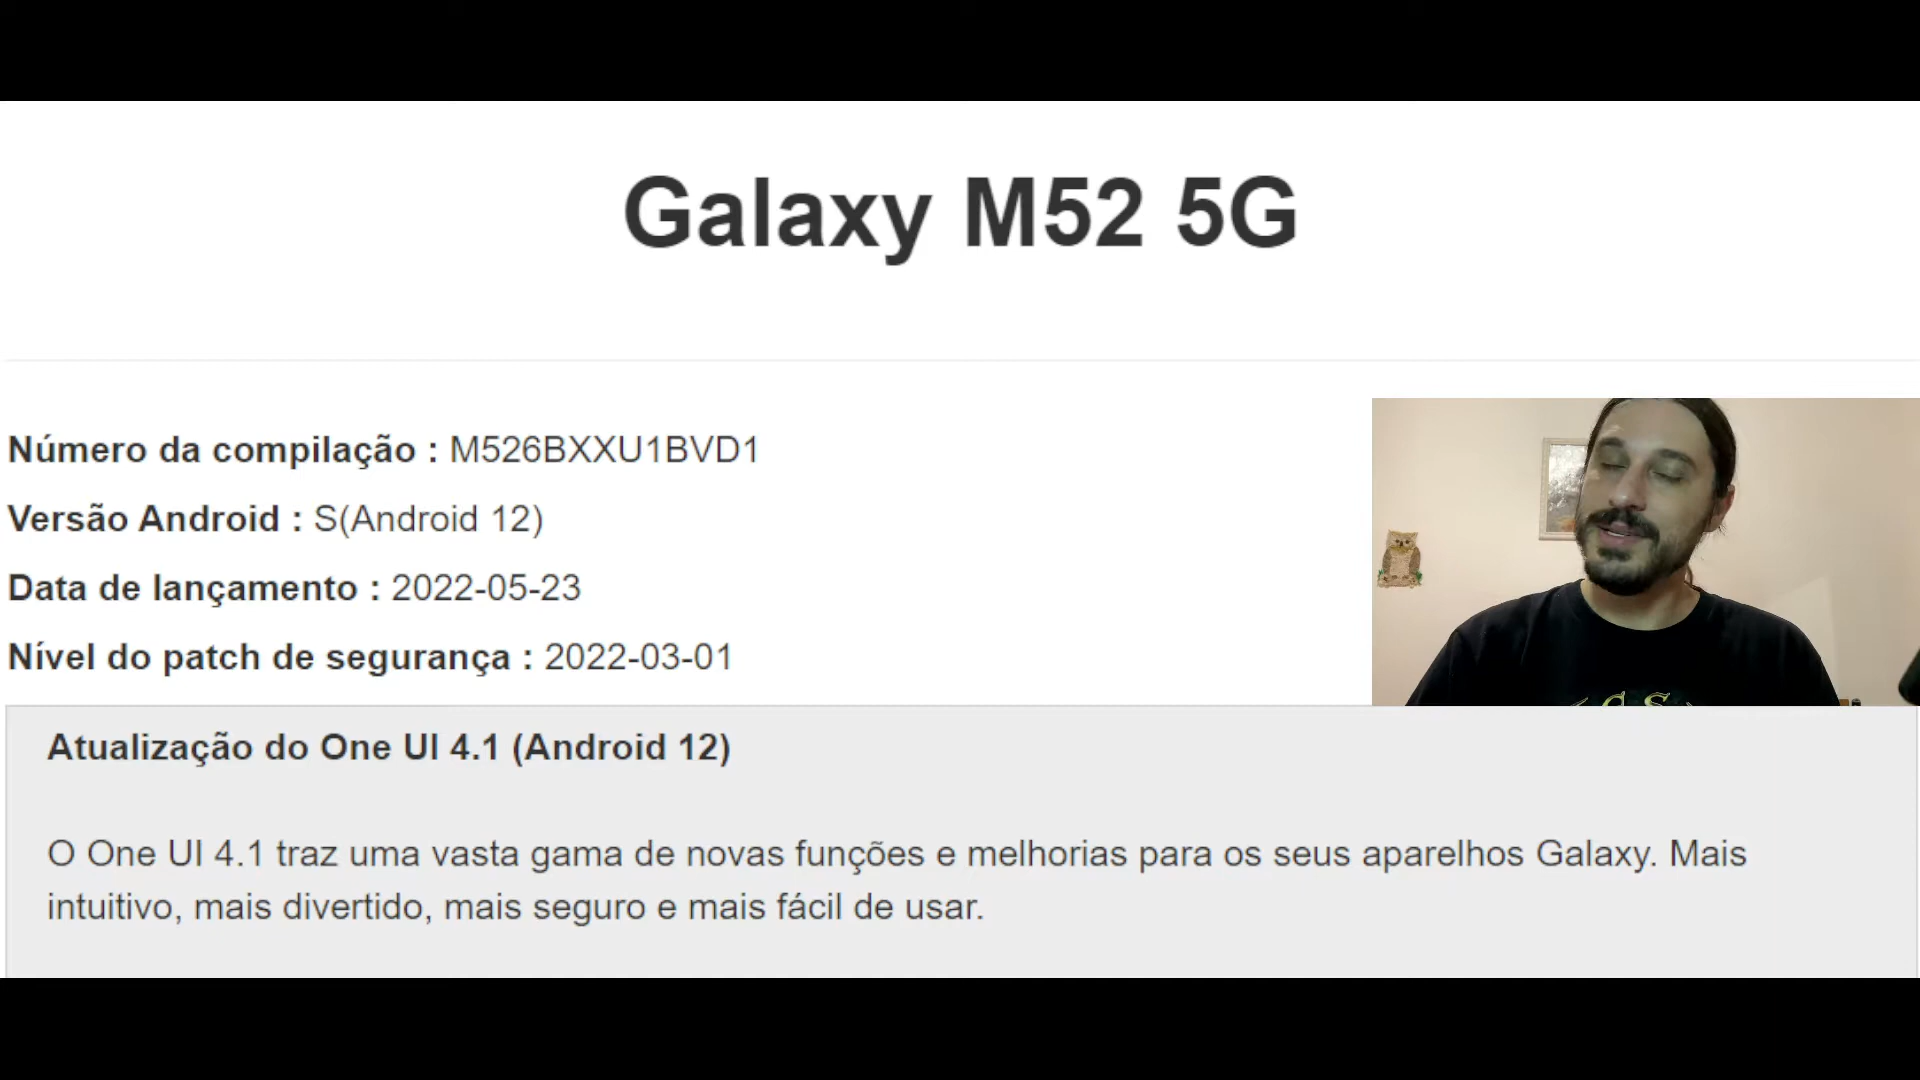 Galaxy M52 5G
Número da compilação : M526BXXU1BVD1
Versão Android : S(Android 12)
Data de lançamento : 2022-05-23
Nível do patch de segurança : 2022-03-01
Atualização do One UI 4.1 (Android 12)
O One UI 4.1 traz uma vasta gama de novas funções e melhorias para os seus aparelhos Galaxy. Mais
intuitivo, mais divertido, mais seguro e mais fácil de usar.